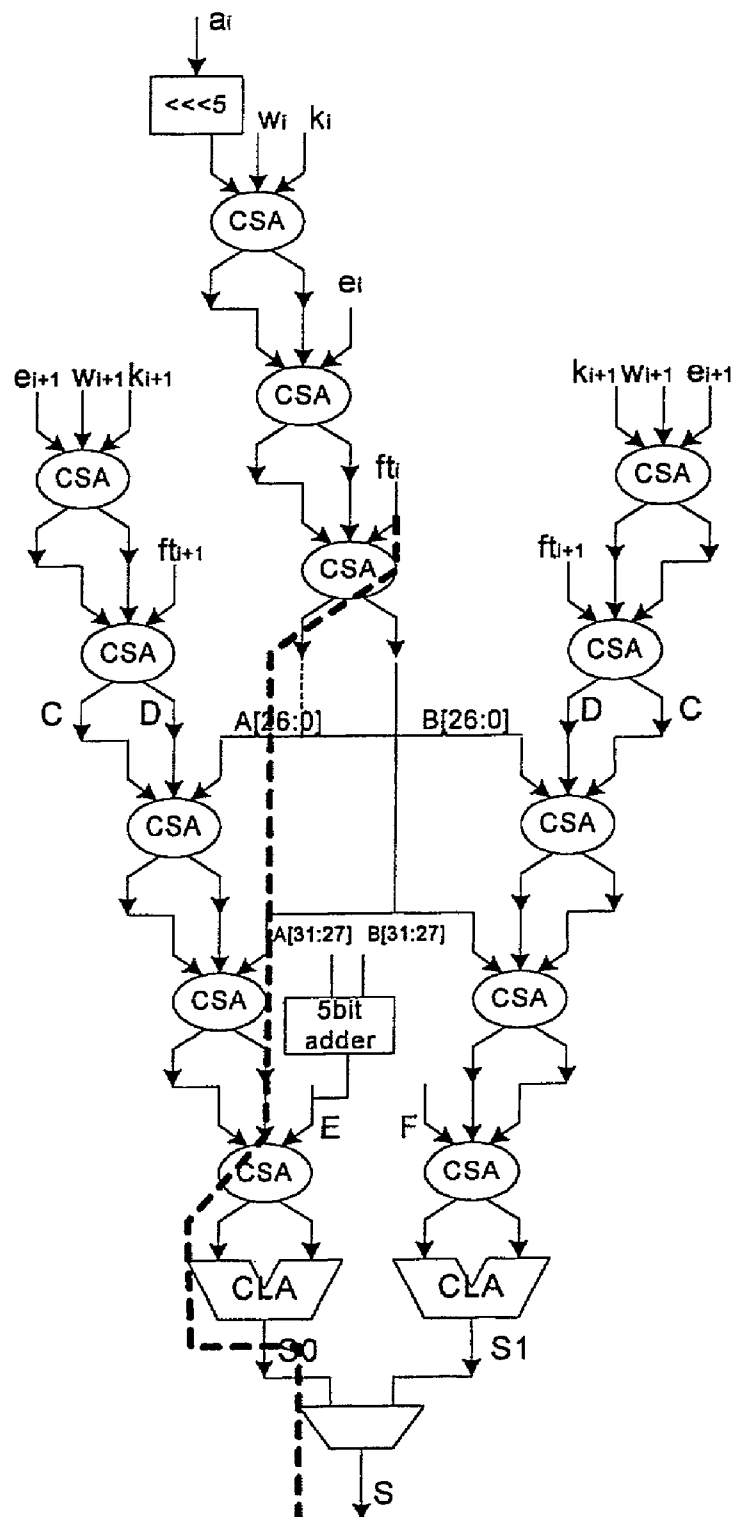 ai
<<<5
wi ki
CSA
ei
CSA
ei+1 wi+1 ki+1
ki+1 wi+1 ei+1
CSA
CSA
fti
fti+1
CSA
fti+1
CSA
CSA
C D
D C
A[26:0] B[26:0]
CSA
CSA
A[31:27] B[31:27]
CSA
5bit
adder
CSA
E F
CSA
CSA
CLA
CLA
S0
S1
S